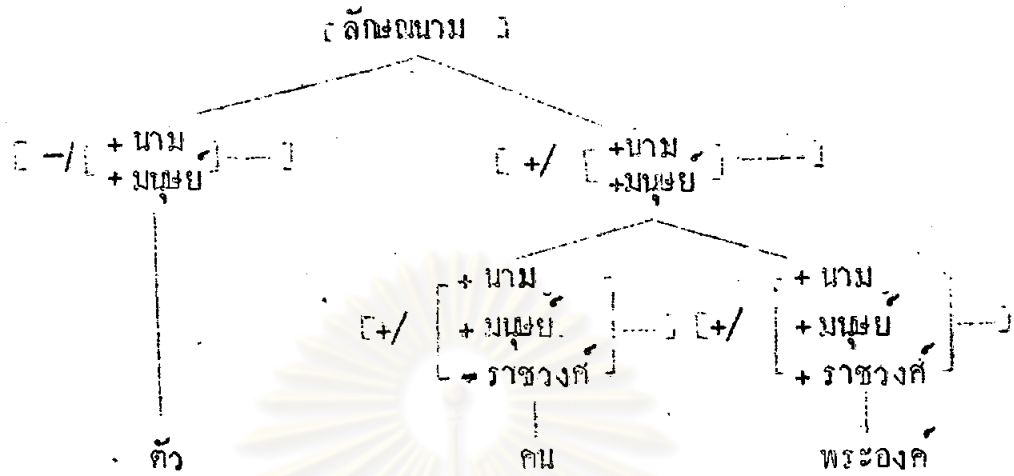 [ ลักษณนาม ]
[ -/ [ + นาม + มนุษย์ ] ---- ]
[ +/ [ +นาม +มนุษย์ ] ---- ]
[+/ [ + นาม + มนุษย์ - ราชวงศ์ ] ---- ]
[+/ [ + นาม + มนุษย์ + ราชวงศ์ ] ---- ]
ตัว
คน
พระองค์